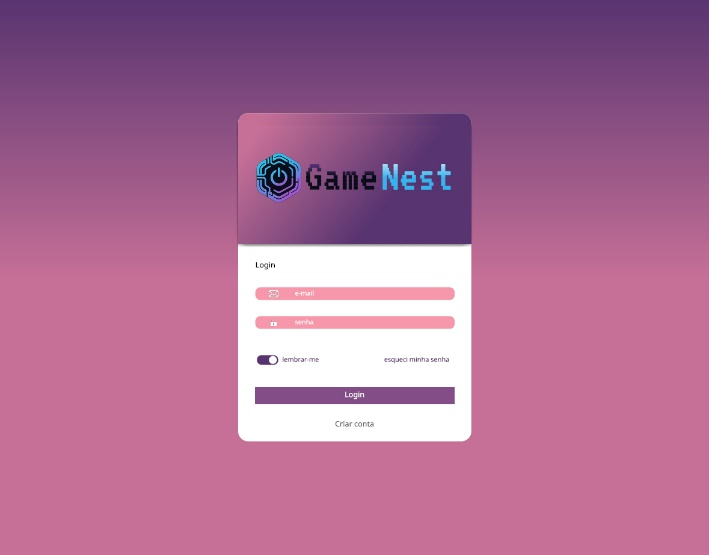 GameNest
Login
e-mail
senha
lembrar-me esqueci minha senha
Login
Criar conta